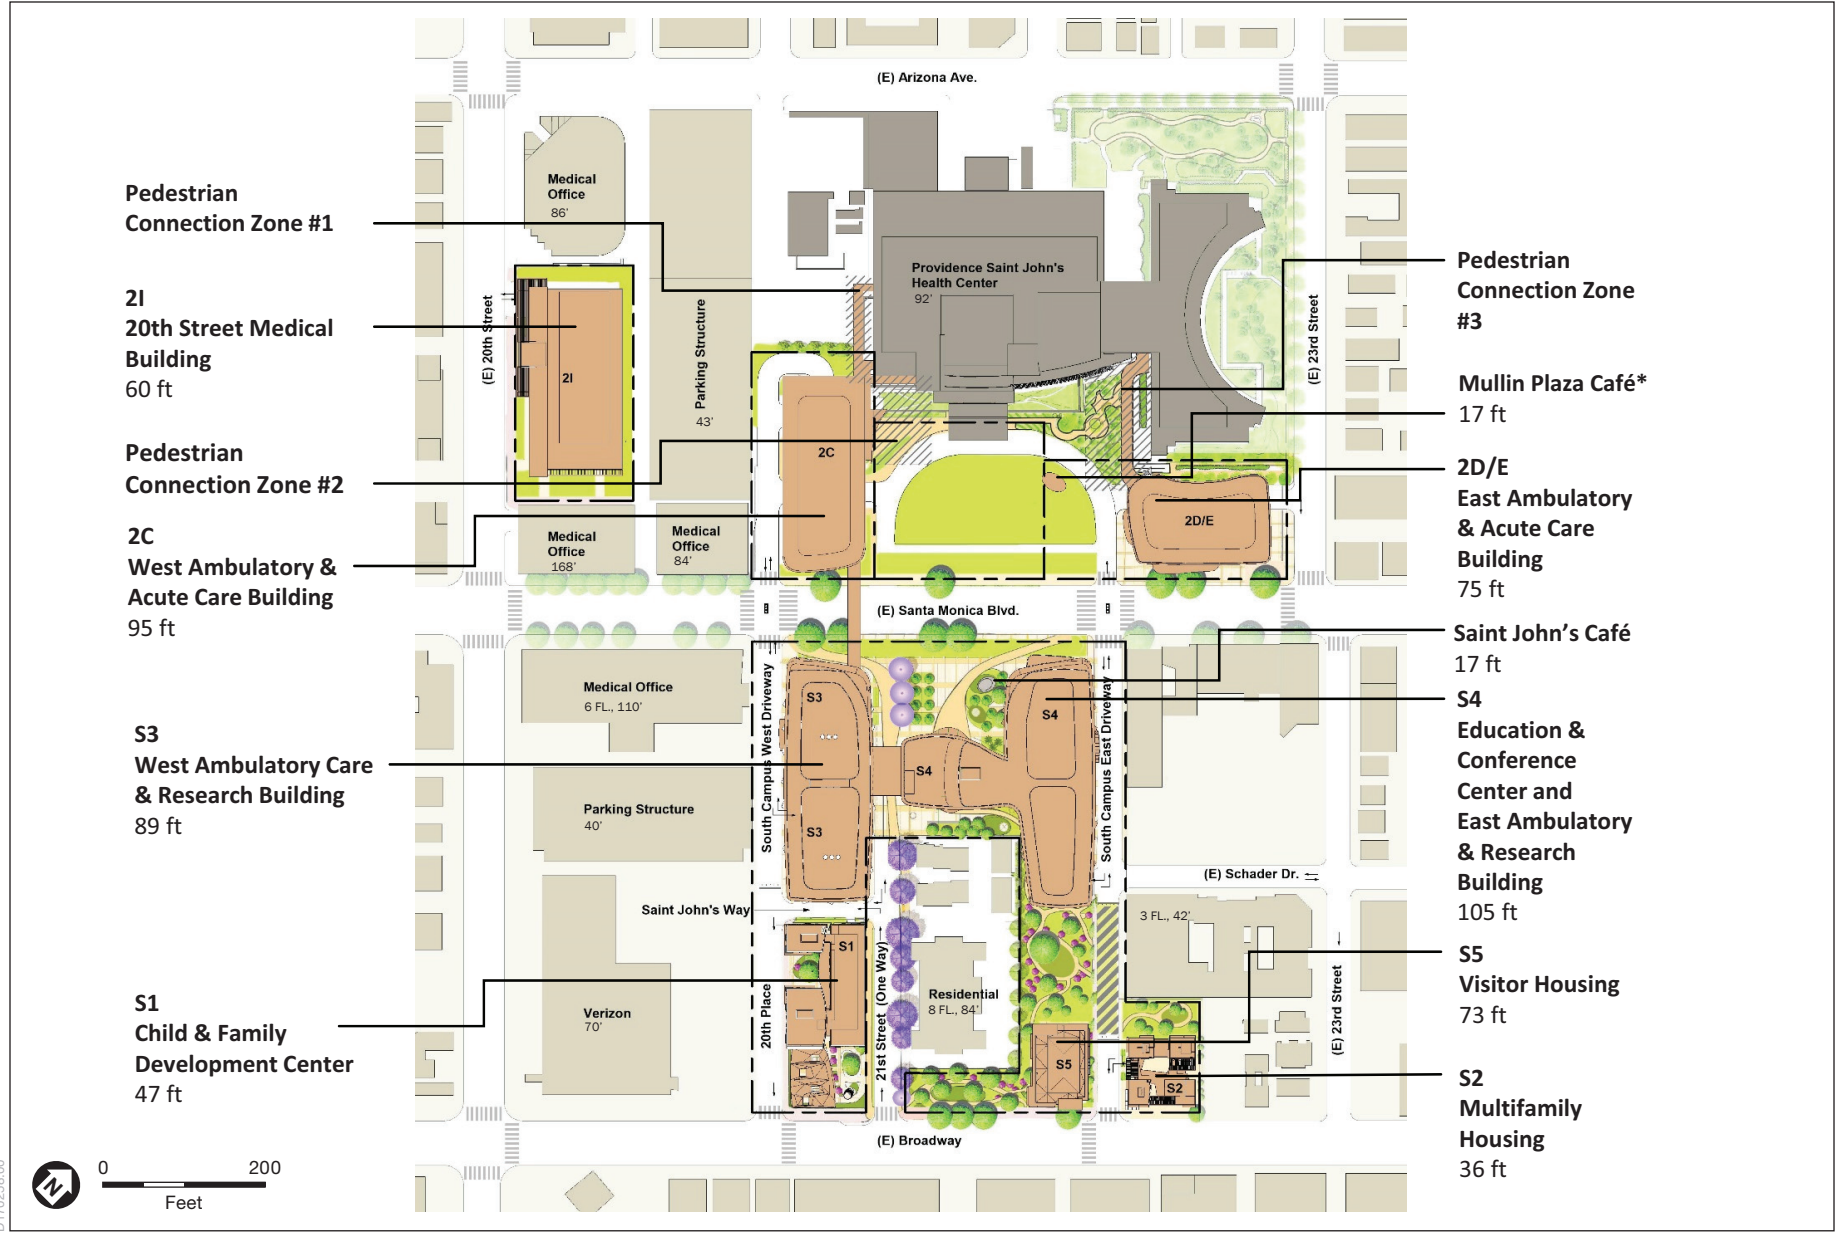 (E) Arizona Ave.
Pedestrian
Connection Zone #1
2I
20th Street Medical
Building
60 ft
Pedestrian
Connection Zone #2
2C
West Ambulatory &
Acute Care Building
95 ft
S3
West Ambulatory Care
& Research Building
89 ft
S1
Child & Family
Development Center
47 ft
Medical
Office
86'
(E) 20th Street
2I
Parking Structure
43'
Providence Saint John's
Health Center
92'
(E) 23rd Street
2C
2D/E
Medical
Office
168'
Medical
Office
84'
(E) Santa Monica Blvd.
Medical Office
6 FL., 110'
South Campus West Driveway
S3
S3
S4
S4
South Campus East Driveway
Parking Structure
40'
(E) Schader Dr.
Saint John's Way
3 FL., 42'
S1
20th Place
21st Street (One Way)
Residential
8 FL., 84'
Verizon
70'
(E) 23rd Street
S5
S2
(E) Broadway
Pedestrian
Connection Zone
#3
Mullin Plaza Café*
17 ft
2D/E
East Ambulatory
& Acute Care
Building
75 ft
Saint John’s Café
17 ft
S4
Education &
Conference
Center and
East Ambulatory
& Research
Building
105 ft
S5
Visitor Housing
73 ft
S2
Multifamily
Housing
36 ft
N
0 200
Feet